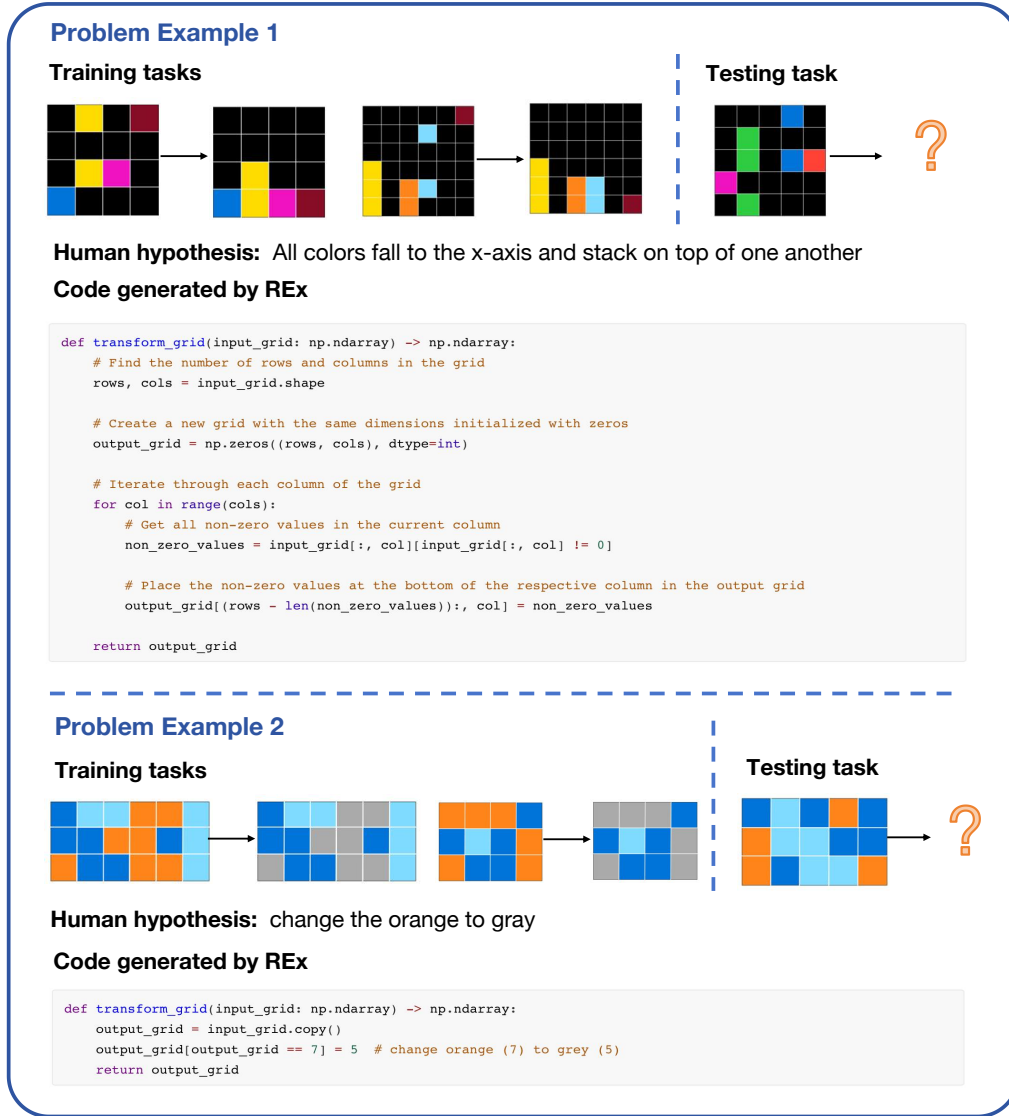 Problem Example 1
Training tasks
Testing task
?
Human hypothesis: All colors fall to the x-axis and stack on top of one another
Code generated by REx
def transform_grid(input_grid: np.ndarray) -> np.ndarray:
    # Find the number of rows and columns in the grid
    rows, cols = input_grid.shape
    # Create a new grid with the same dimensions initialized with zeros
    output_grid = np.zeros((rows, cols), dtype=int)
    # Iterate through each column of the grid
    for col in range(cols):
        # Get all non-zero values in the current column
        non_zero_values = input_grid[:, col][input_grid[:, col] != 0]
        # Place the non-zero values at the bottom of the respective column in the output grid
        output_grid[(rows - len(non_zero_values)):, col] = non_zero_values
    return output_grid
Problem Example 2
Training tasks
Testing task
?
Human hypothesis: change the orange to gray
Code generated by REx
def transform_grid(input_grid: np.ndarray) -> np.ndarray:
    output_grid = input_grid.copy()
    output_grid[output_grid == 7] = 5  # change orange (7) to grey (5)
    return output_grid